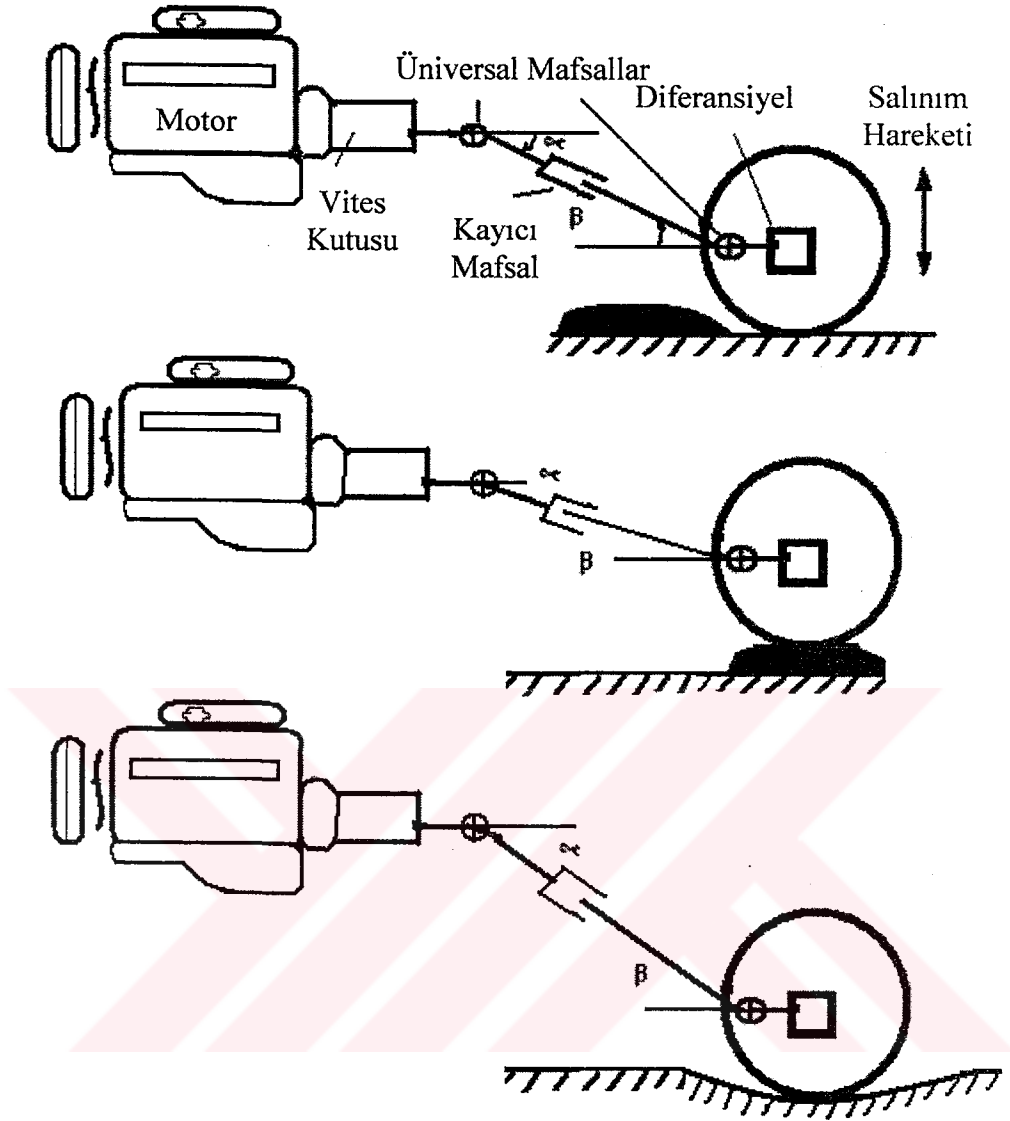 Üniversal Mafsallar
Diferansiyel
Salınım
Hareketi
Motor
α
Vites
Kutusu
Kayıcı
Mafsal
β
α
β
α
β